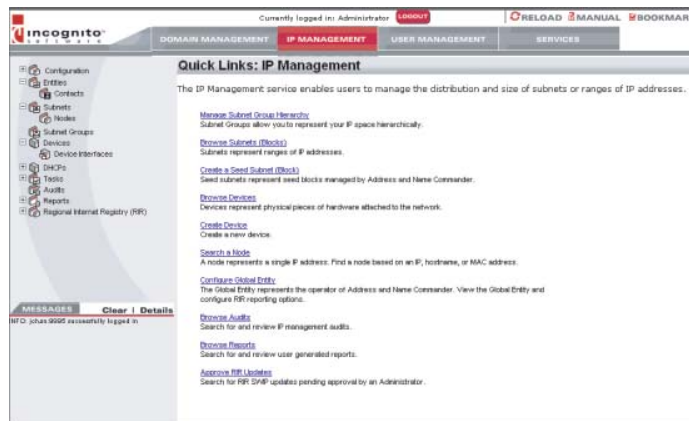 Currently logged in: Administrator LOGOUT
RELOAD MANUAL BOOKMAR
incognito
software
DOMAIN MANAGEMENT IP MANAGEMENT USER MANAGEMENT SERVICES
Configuration
Entities
Contacts
Subnets
Nodes
Subnet Groups
Devices
Device Interfaces
DHCPs
Tasks
Audits
Reports
Regional Internet Registry (RIR)
MESSAGES Clear | Details
successfully logged in
Quick Links: IP Management
The IP Management service enables users to manage the distribution and size of subnets or ranges of IP addresses.
Manage Subnet Group Hierarchy
Subnet Groups allow you to represent your IP space hierarchically.
Browse Subnets (Blocks)
Subnets represent ranges of IP addresses.
Create a Seed Subnet (Block)
Seed subnets represent seed blocks managed by Address and Name Commander.
Browse Devices
Devices represent physical pieces of hardware attached to the network.
Create Device
Create a new device.
Search a Node
A node represents a single IP address. Find a node based on an IP, hostname, or MAC address.
Configure Global Entity
The Global Entity represents the operator of Address and Name Commander. View the Global Entity and
configure RIR reporting options.
Browse Audits
Search for and review IP management audits.
Browse Reports
Search for and review user generated reports.
Approve RIR Updates
Search for RIR SWIP updates pending approval by an Administrator.